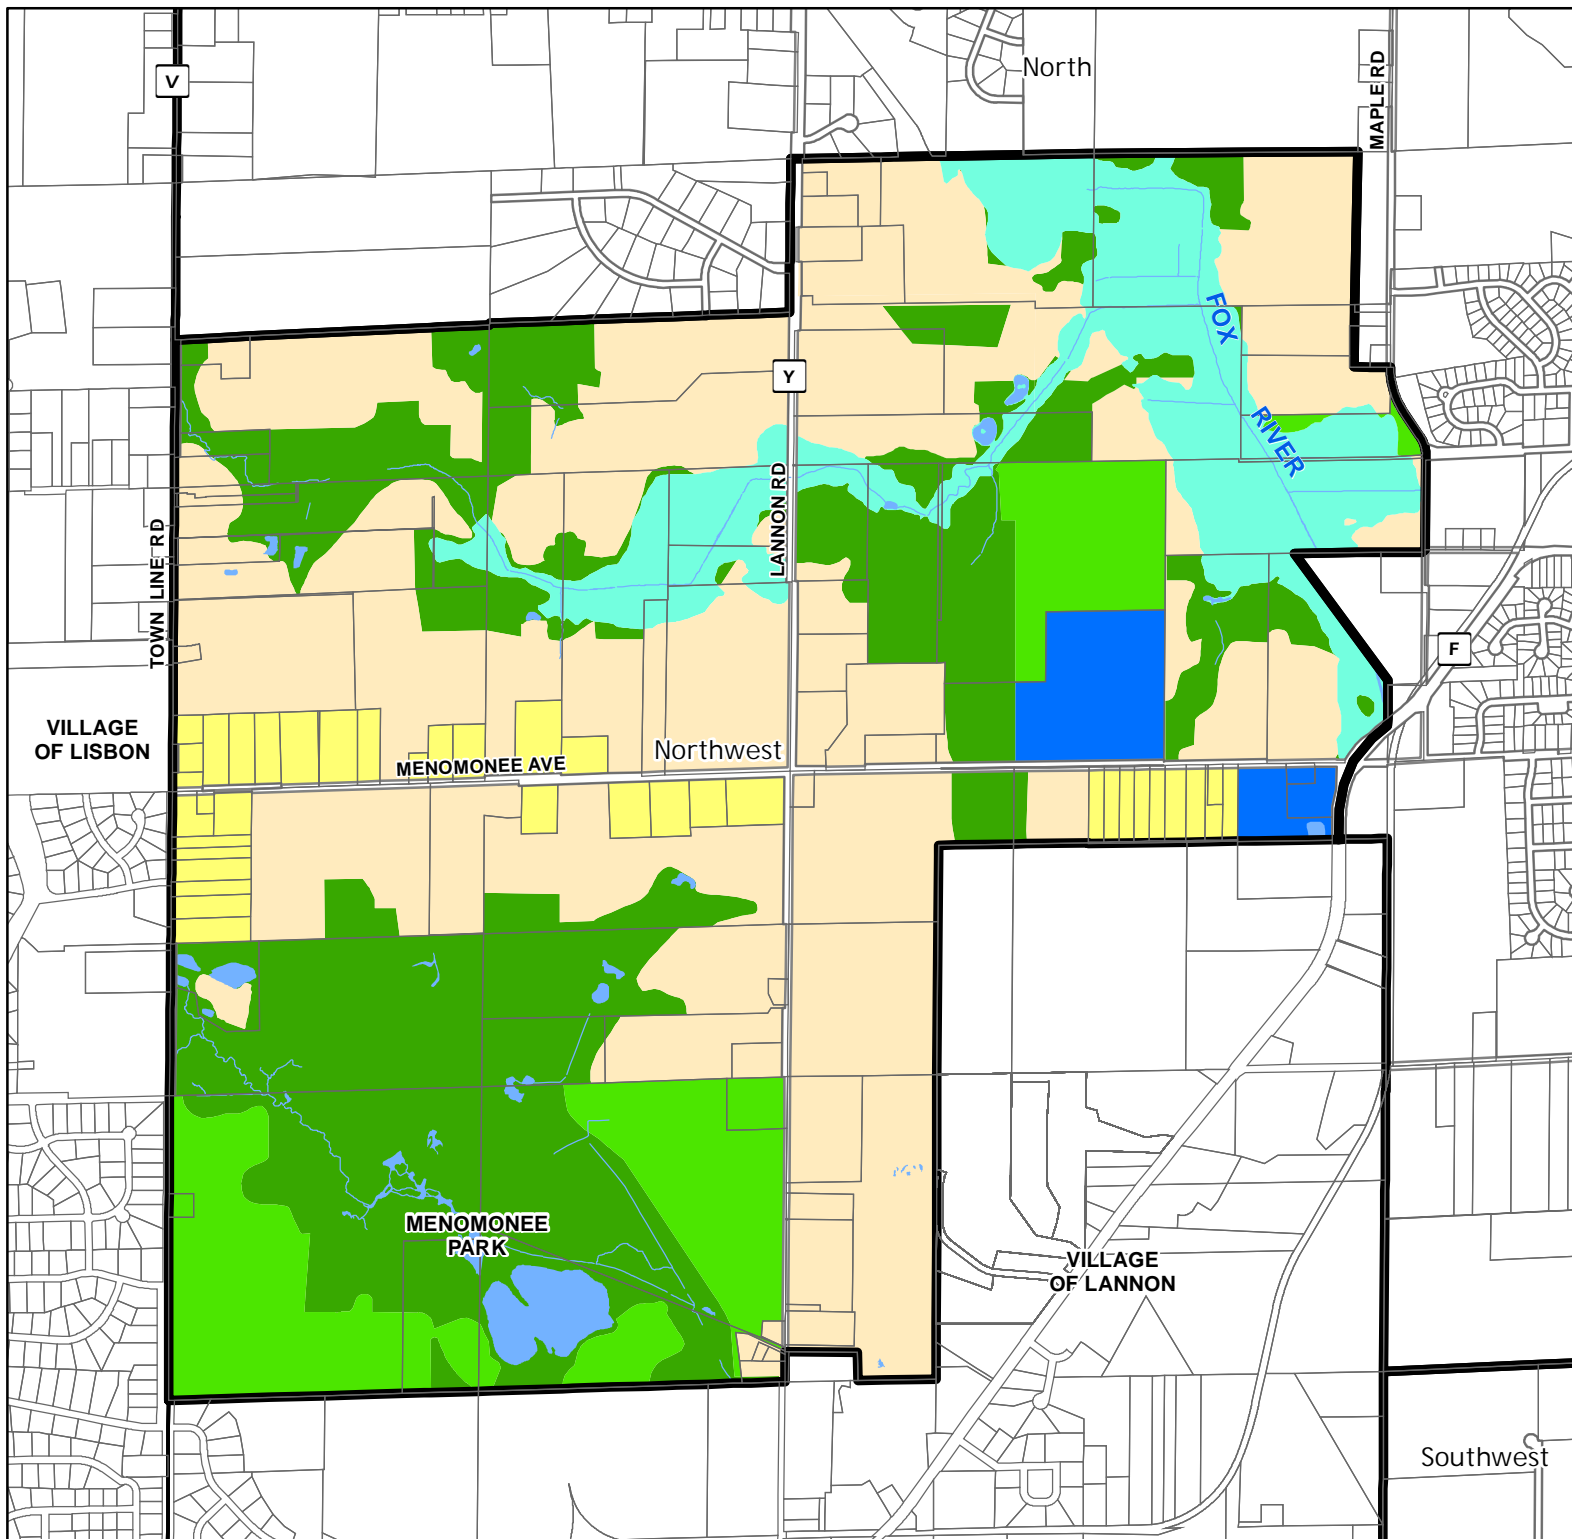 North
MAPLE RD
V
FOX
RIVER
Y
LANNON RD
TOWN LINE RD
F
VILLAGE
OF LISBON
Northwest
MENOMONEE AVE
MENOMONEE
PARK
VILLAGE
OF LANNON
Southwest